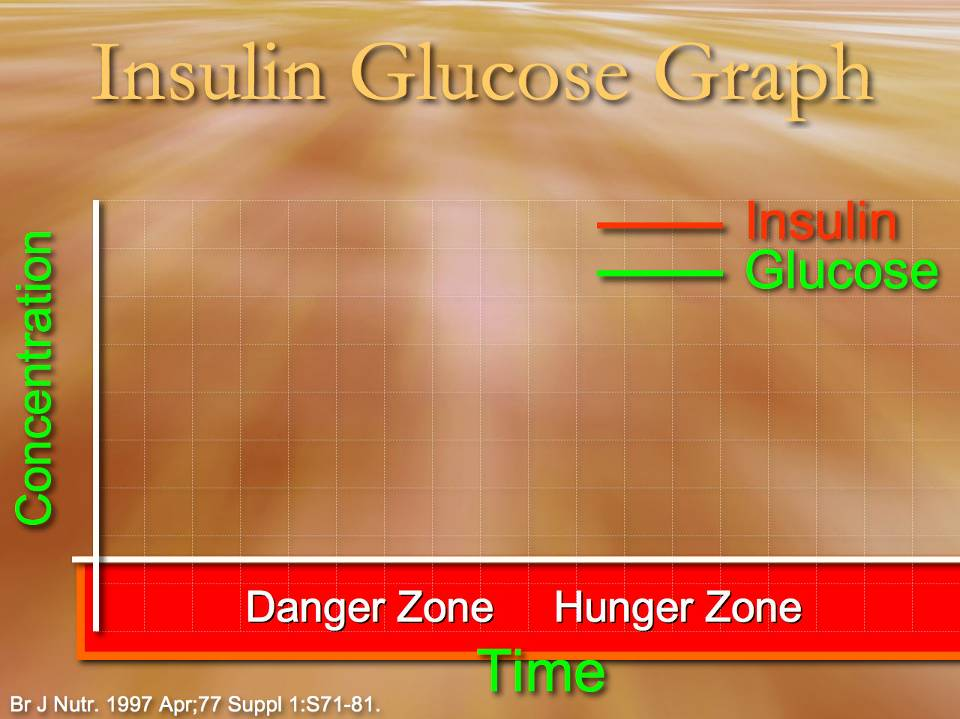 Insulin Glucose Graph
Insulin
Glucose
Concentration
Danger Zone Hunger Zone
Time
Br J Nutr. 1997 Apr;77 Suppl 1:S71-81.